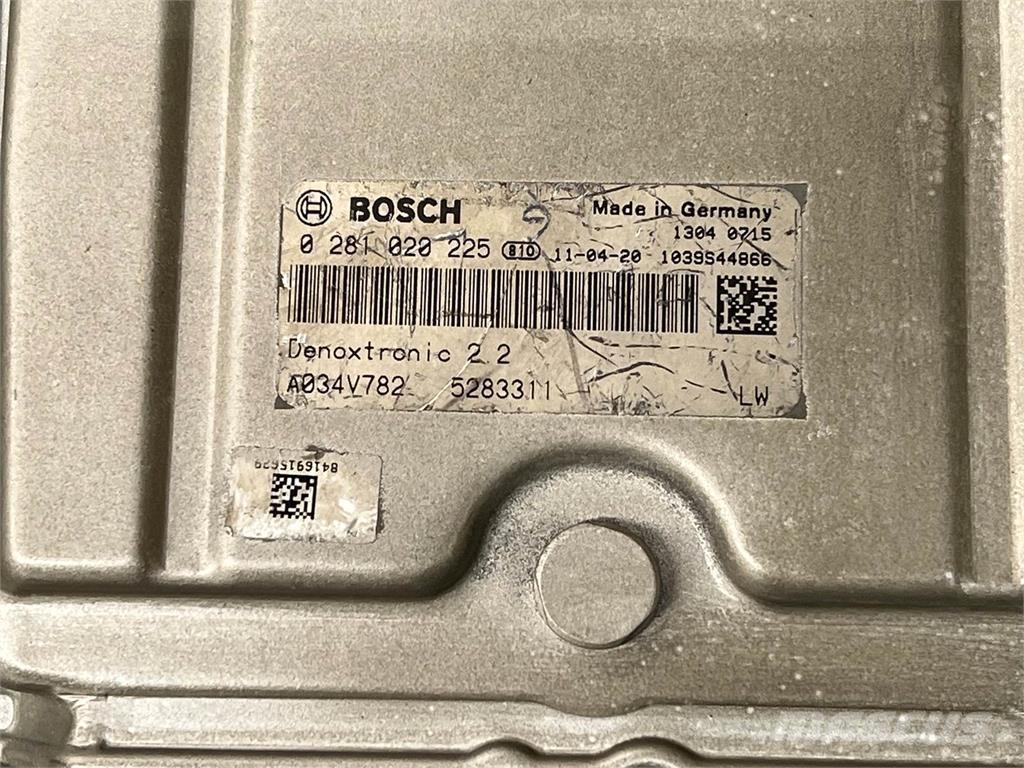 BOSCH Made in Germany
1304 0715
0 281 020 225 810 11-04-20 1039S44866
Denoxtronic 2.2
A034V782 5283311 LW
8416915629